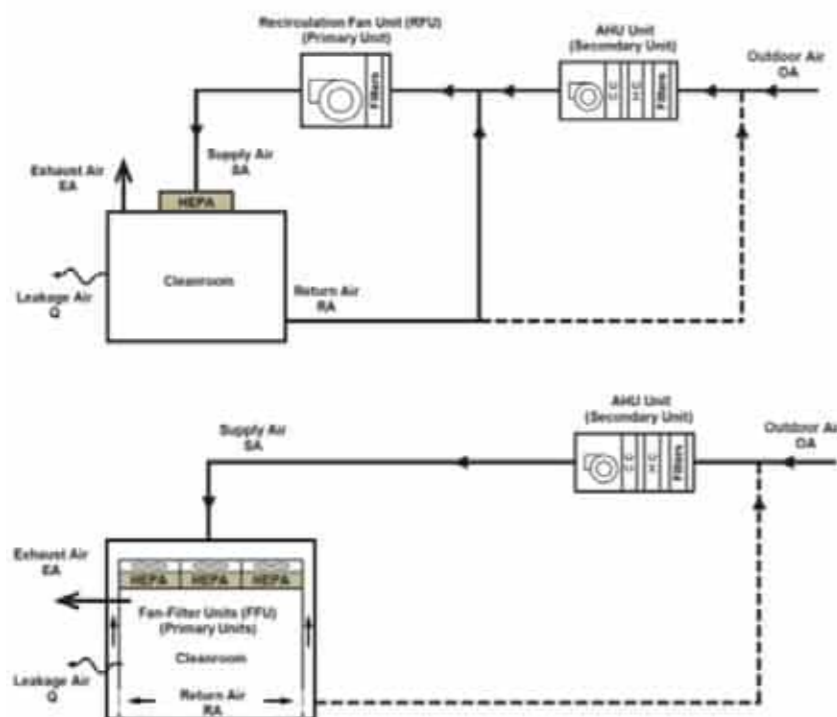 Recirculation Fan Unit (RFU)
(Primary Unit)
AHU Unit
(Secondary Unit)
Outdoor Air
OA
Filters
C C
H C
Filters
Supply Air
SA
Exhaust Air
EA
HEPA
Cleanroom
Leakage Air
Q
Return Air
RA
AHU Unit
(Secondary Unit)
Supply Air
SA
Outdoor Air
OA
C C
H C
Filters
Exhaust Air
EA
HEPA HEPA HEPA
Fan-Filter Units (FFU)
(Primary Units)
Cleanroom
Leakage Air
Q
Return Air
RA